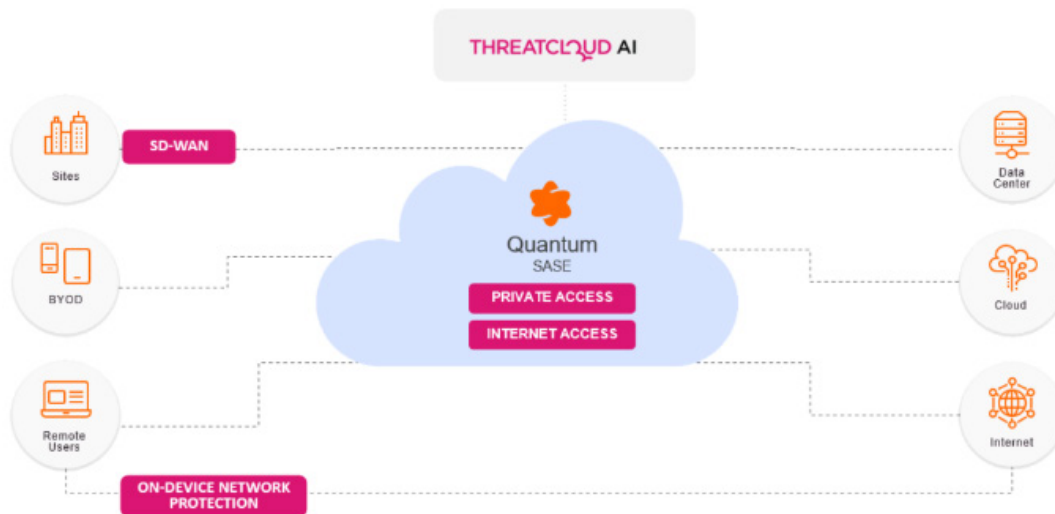 THREATCLOUD AI
SD-WAN
Sites
Data
Center
Quantum
SASE
BYOD
PRIVATE ACCESS
Cloud
INTERNET ACCESS
Remote
Users
Internet
ON-DEVICE NETWORK
PROTECTION